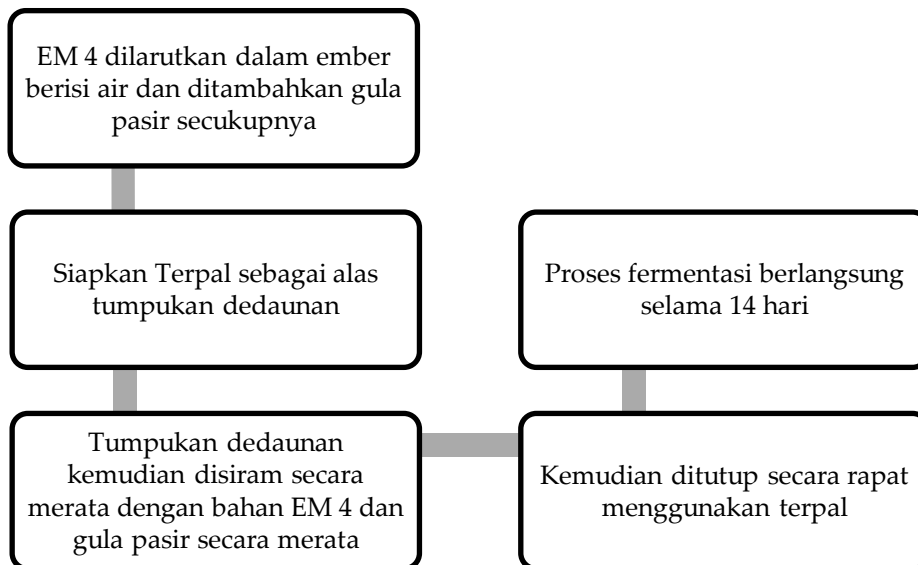 EM 4 dilarutkan dalam ember
berisi air dan ditambahkan gula
pasir secukupnya
Siapkan Terpal sebagai alas
tumpukan dedaunan
Tumpukan dedaunan
kemudian disiram secara
merata dengan bahan EM 4 dan
gula pasir secara merata
Kemudian ditutup secara rapat
menggunakan terpal
Proses fermentasi berlangsung
selama 14 hari